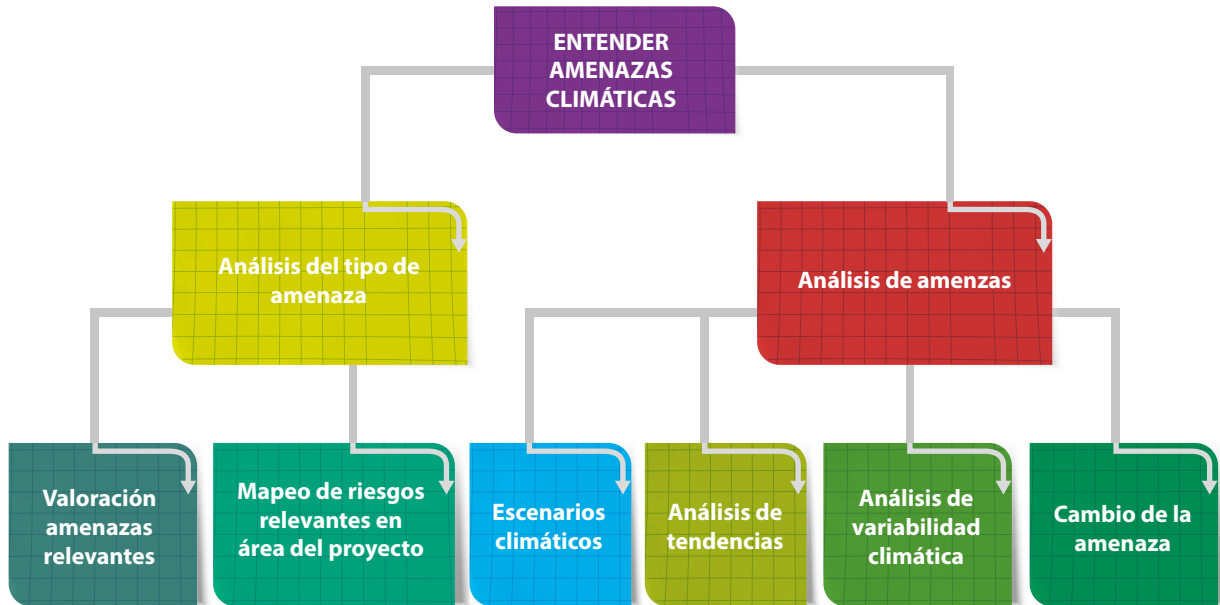 ENTENDER
AMENAZAS
CLIMÁTICAS
Análisis del tipo de
amenaza
Análisis de amenzas
Valoración
amenazas
relevantes
Mapeo de riesgos
relevantes en
área del proyecto
Escenarios
climáticos
Análisis de
tendencias
Análisis de
variabilidad
climática
Cambio de la
amenaza